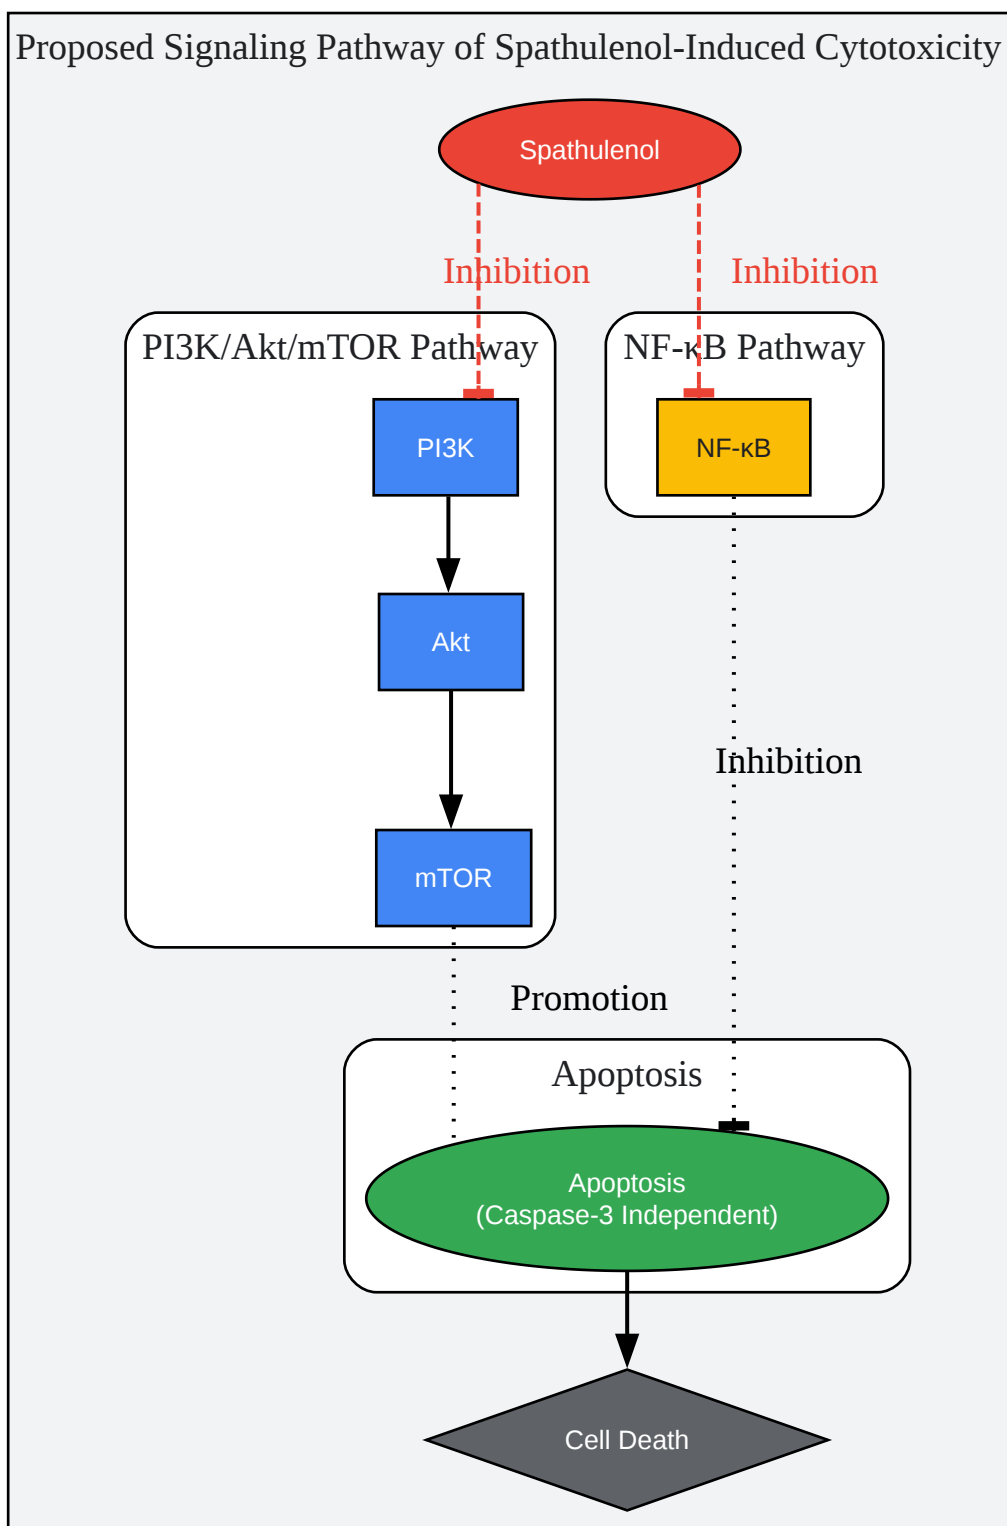 Proposed Signaling Pathway of Spathulenol-Induced Cytotoxicity
Spathulenol
Inhibition
Inhibition
PI3K/Akt/mTOR Pathway
NF-κB Pathway
PI3K
NF-κB
Akt
Inhibition
mTOR
Promotion
Apoptosis
Apoptosis
(Caspase-3 Independent)
Cell Death